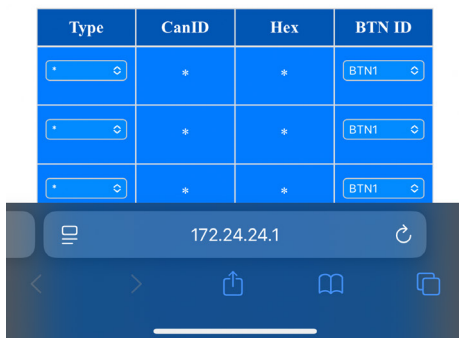 Type CanID Hex BTN ID
* * * BTN1
* * * BTN1
* * * BTN1
172.24.24.1